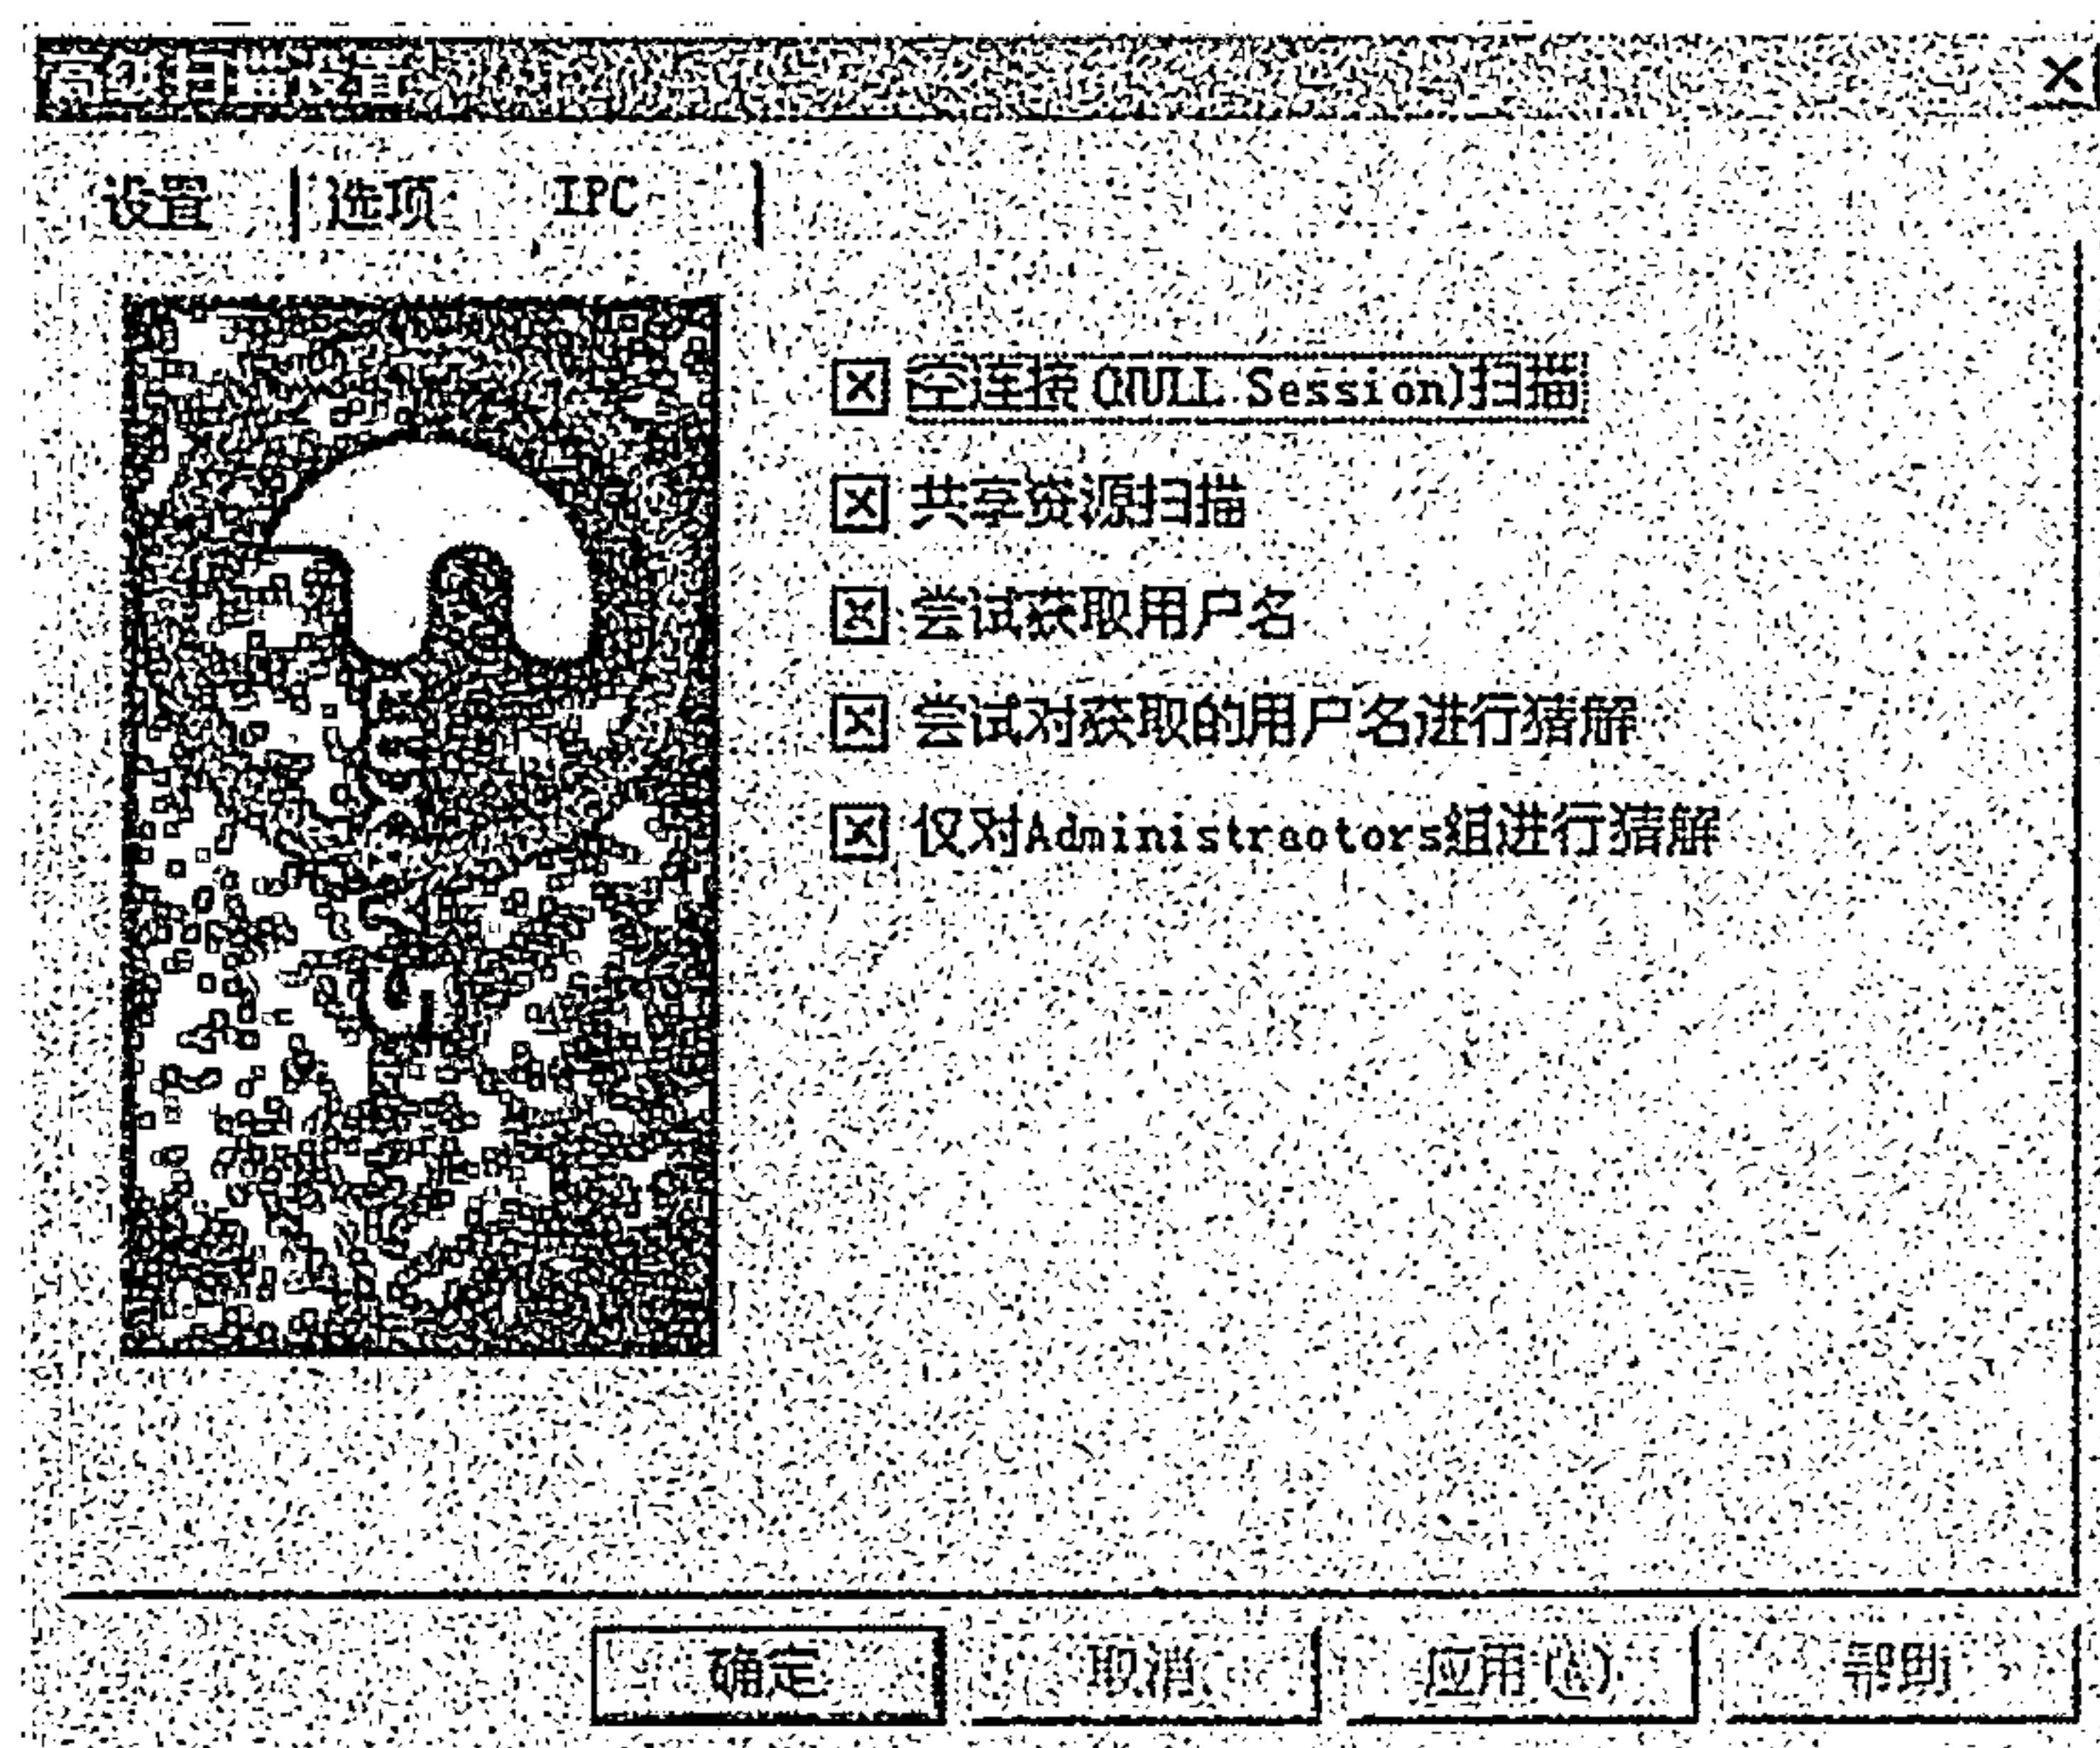 高级扫描设置
设置 选项 IPC
空连接(NULL Session)扫描
共享资源扫描
尝试获取用户名
尝试对获取的用户名进行猜解
仅对Administraotors组进行猜解
确定 取消 应用(A) 帮助